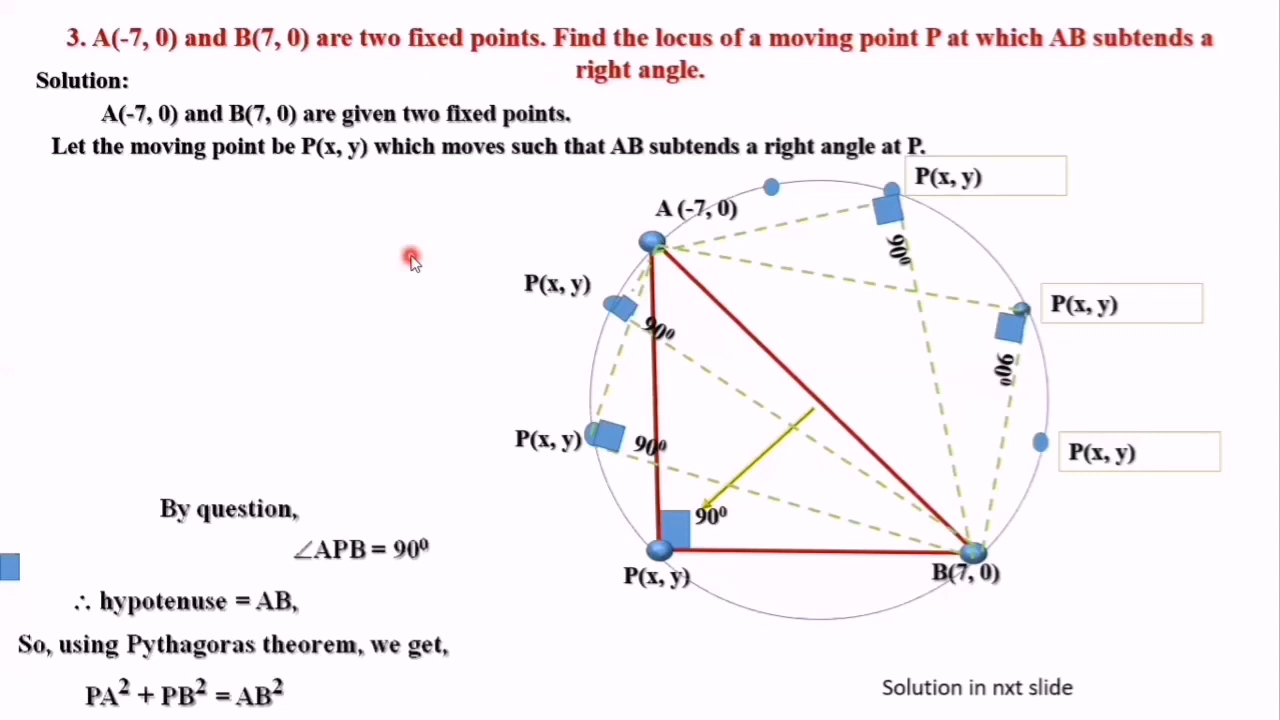 3. A(-7, 0) and B(7, 0) are two fixed points. Find the locus of a moving point P at which AB subtends a
right angle.
Solution:
A(-7, 0) and B(7, 0) are given two fixed points.
Let the moving point be P(x, y) which moves such that AB subtends a right angle at P.
P(x, y)
A (-7, 0)
90⁰
P(x, y)
P(x, y)
90⁰
90⁰
P(x, y)
90⁰
P(x, y)
90⁰
P(x, y)
B(7, 0)
By question,
∠APB = 90⁰
∴ hypotenuse = AB,
So, using Pythagoras theorem, we get,
PA² + PB² = AB²
Solution in nxt slide